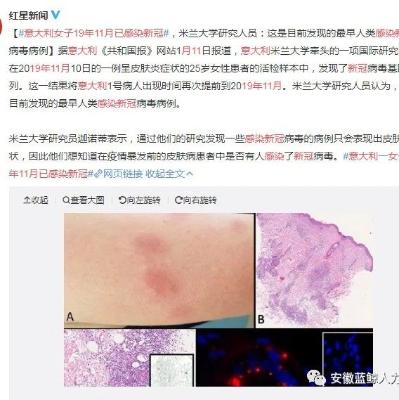 红星新闻
【#意大利女子19年11月已感染新冠,米兰大学研究人员:这是目前发现的最早人类感染
病毒病例】据意大利《共和国报》网站1月11日报道,意大利米兰大学牵头的一项国际研究
在2019年11月10日的一例呈皮肤炎症状的25岁女性患者的活检样本中,发现了新冠病毒基
列。这一结果将意大利1号病人出现时间再次提前到2019年11月。米兰大学研究人认为,
目前发现的最早人类感染新冠病毒病例。
米兰大学研究员迦诺蒂表示,通过他们的研究发现一些感染病毒的病例只会表现出皮肤
状,因此他们想知道在疫情暴发前的皮肤病患者中是否有人感染了新冠病毒。#意大利一女
年11月已感染新冠#网页链接 收起全文
收起 查看大图 向左旋转 向右旋转
A
B
安徽蓝鲸人力